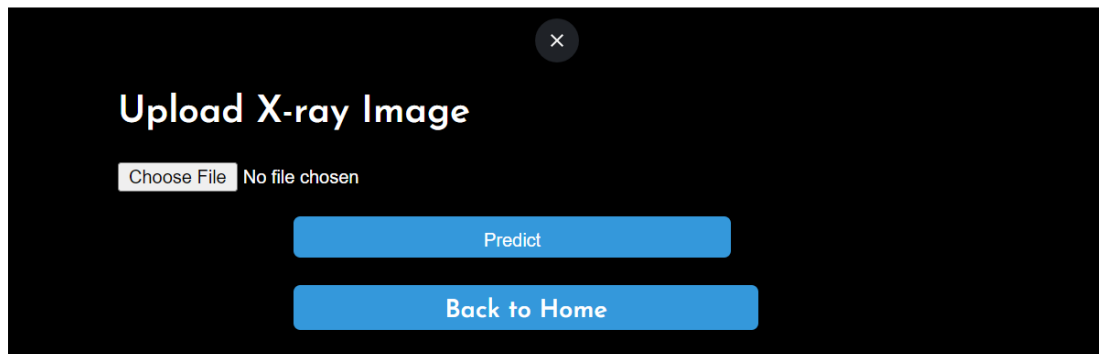 Upload X-ray Image
Choose File No file chosen
Predict
Back to Home